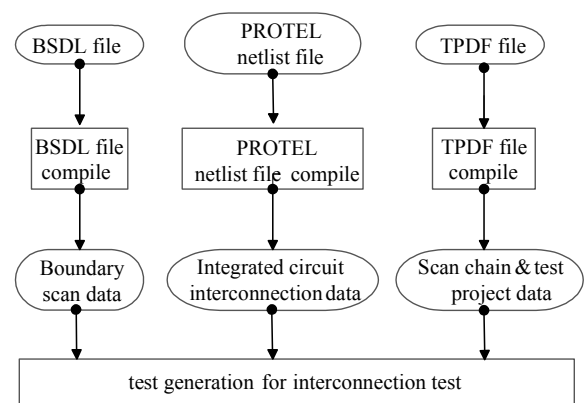 BSDL file
PROTEL
netlist file
TPDF file
BSDL file
compile
PROTEL
netlist file compile
TPDF file
compile
Boundary
scan data
Integrated circuit
interconnection data
Scan chain & test
project data
test generation for interconnection test